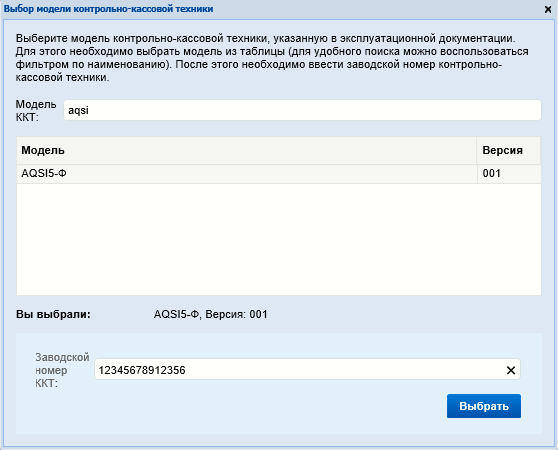 Выбор модели контрольно-кассовой техники
Выберите модель контрольно-кассовой техники, указанную в эксплуатационной документации.
Для этого необходимо выбрать модель из таблицы (для удобного поиска можно воспользоваться
фильтром по наименованию). После этого необходимо ввести заводской номер контрольно-
кассовой техники.
Модель
ККТ:
aqsi
Модель Версия
AQSI5-Ф 001
Вы выбрали: AQSI5-Ф, Версия: 001
Заводской
номер
ККТ:
12345678912356
Выбрать